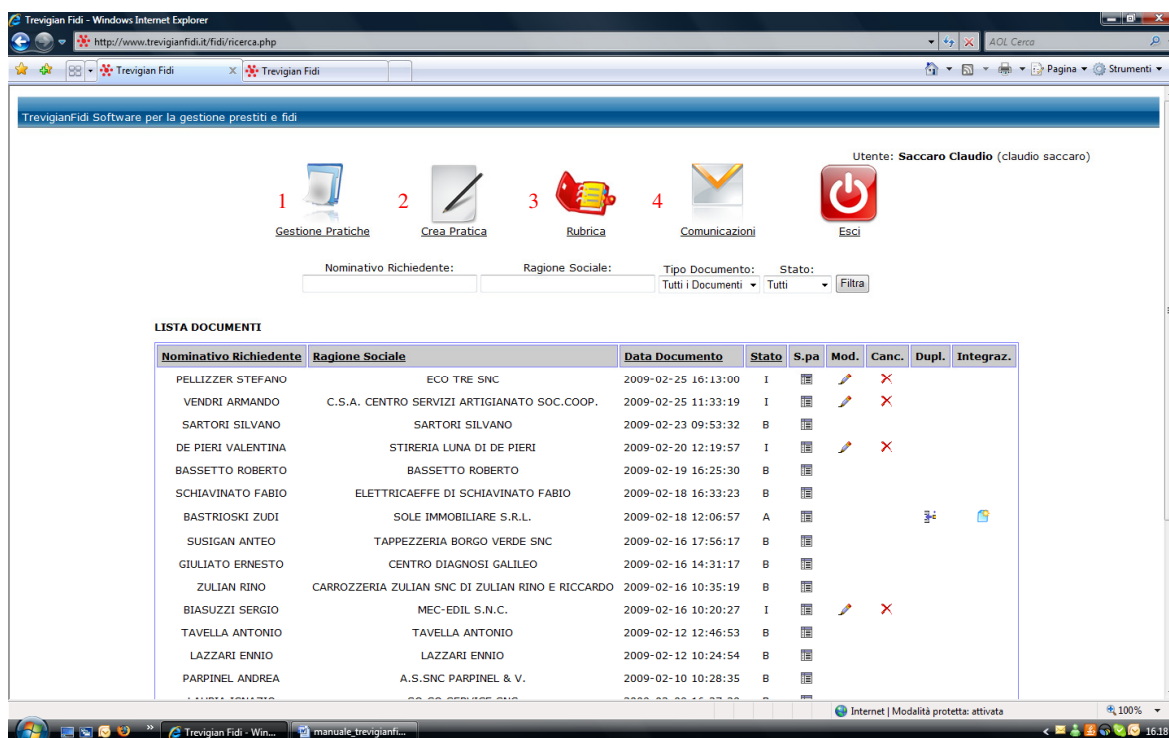 Trevigian Fidi - Windows Internet Explorer
http://www.trevigianfidi.it/fidi/ricerca.php
AOL Cerca
Trevigian Fidi
Trevigian Fidi
Pagina
Strumenti
TrevigianFidi Software per la gestione prestiti e fidi
Utente: Saccaro Claudio (claudio saccaro)
1 2 3 4
Gestione Pratiche Crea Pratica Rubrica Comunicazioni Esci
Nominativo Richiedente: Ragione Sociale: Tipo Documento: Stato:
Tutti i Documenti Tutti Filtra
LISTA DOCUMENTI
Nominativo Richiedente Ragione Sociale Data Documento Stato S.pa Mod. Canc. Dupl. Integraz.
PELLIZZER STEFANO ECO TRE SNC 2009-02-25 16:13:00 I
VENDRI ARMANDO C.S.A. CENTRO SERVIZI ARTIGIANATO SOC.COOP. 2009-02-25 11:33:19 I
SARTORI SILVANO SARTORI SILVANO 2009-02-23 09:53:32 B
DE PIERI VALENTINA STIRERIA LUNA DI DE PIERI 2009-02-20 12:19:57 I
BASSETTO ROBERTO BASSETTO ROBERTO 2009-02-19 16:25:30 B
SCHIAVINATO FABIO ELETTRICAEFFE DI SCHIAVINATO FABIO 2009-02-18 16:33:23 B
BASTRIOSKI ZUDI SOLE IMMOBILIARE S.R.L. 2009-02-18 12:06:57 A
SUSIGAN ANTEO TAPPEZZERIA BORGO VERDE SNC 2009-02-16 17:56:17 B
GIULIATO ERNESTO CENTRO DIAGNOSI GALILEO 2009-02-16 14:31:17 B
ZULIAN RINO CARROZZERIA ZULIAN SNC DI ZULIAN RINO E RICCARDO 2009-02-16 10:35:19 B
BIASUZZI SERGIO MEC-EDIL S.N.C. 2009-02-16 10:20:27 I
TAVELLA ANTONIO TAVELLA ANTONIO 2009-02-12 12:46:53 B
LAZZARI ENNIO LAZZARI ENNIO 2009-02-12 10:24:54 B
PARPINEL ANDREA A.S.SNC PARPINEL & V. 2009-02-10 10:28:35 B
Internet | Modalità protetta: attivata 100%
Trevigian Fidi - Win... manuale_trevigianfi... 16.18